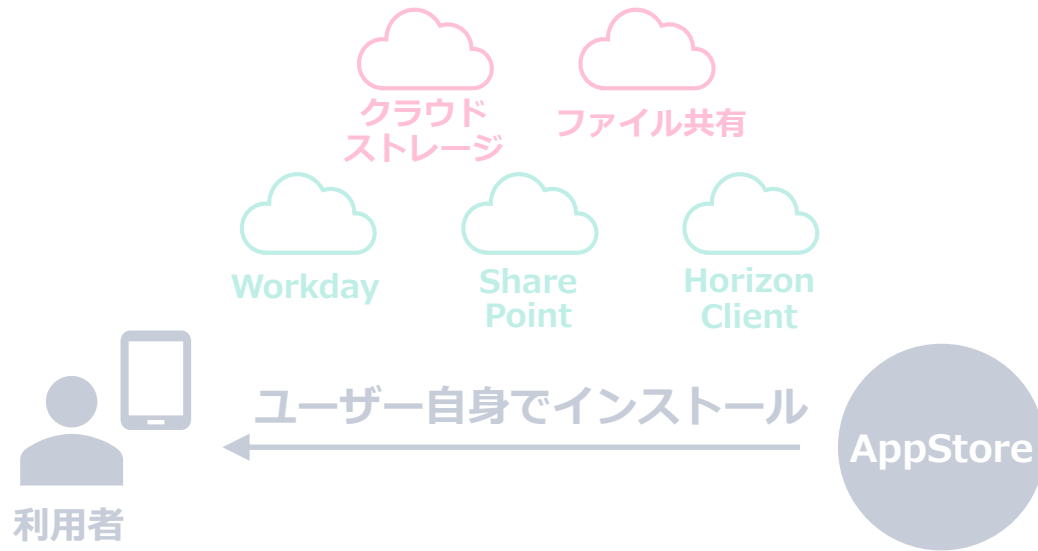 クラウド
ストレージ
ファイル共有
Workday
Share
Point
Horizon
Client
ユーザー自身でインストール
AppStore
利用者